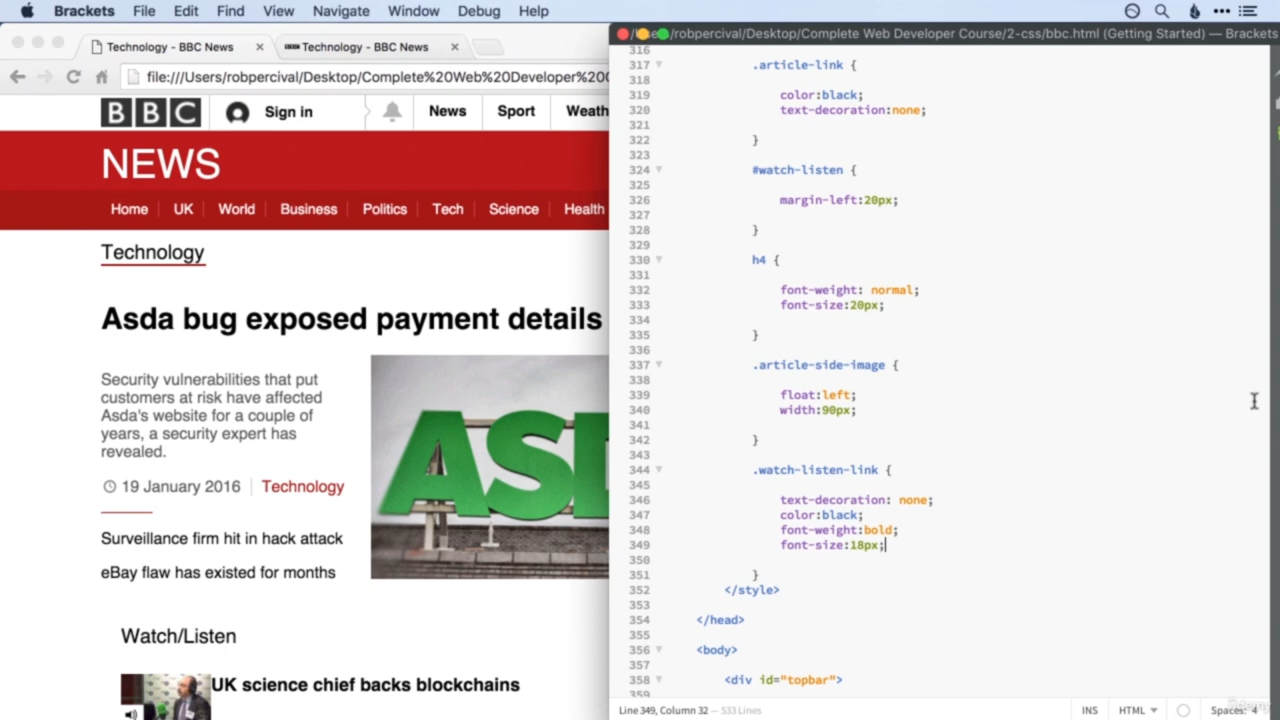 Brackets File Edit Find View Navigate Window Debug Help
Technology - BBC News
Technology - BBC News
/robpercival/Desktop/Complete Web Developer Course/2-css/bbc.html (Getting Started) — Brackets
file:///Users/robpercival/Desktop/Complete%20Web%20Developer%20
BBC Sign in News Sport Weath
NEWS
Home UK World Business Politics Tech Science Health
Technology
Asda bug exposed payment details
Security vulnerabilities that put
customers at risk have affected
Asda's website for a couple of
years, a security expert has
revealed.
19 January 2016 Technology
Surveillance firm hit in hack attack
eBay flaw has existed for months
ASD
Watch/Listen
UK science chief backs blockchains
316
317 .article-link {
318
319 color:black;
320 text-decoration:none;
321
322 }
323
324 #watch-listen {
325
326 margin-left:20px;
327
328 }
329
330 h4 {
331
332 font-weight: normal;
333 font-size:20px;
334
335 }
336
337 .article-side-image {
338
339 float:left;
340 width:90px;
341
342 }
343
344 .watch-listen-link {
345
346 text-decoration: none;
347 color:black;
348 font-weight:bold;
349 font-size:18px;
350
351 }
352 </style>
353
354 </head>
355
356 <body>
357
358 <div id="topbar">
359
Line 349, Column 32 — 533 Lines INS HTML Spaces: 4